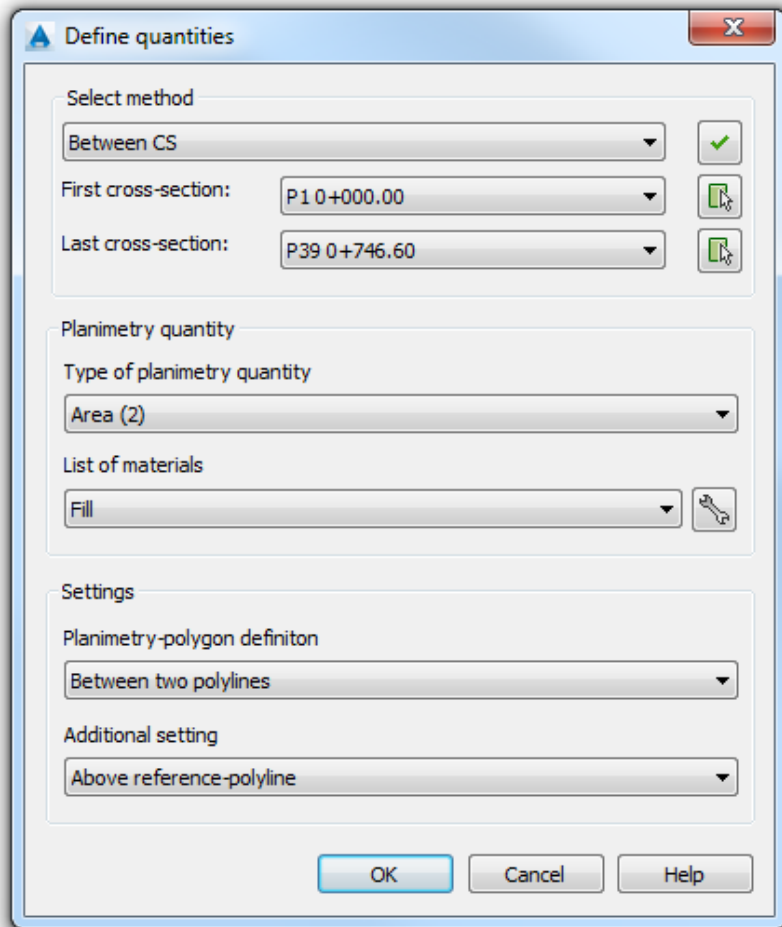 Define quantities
Select method
Between CS
First cross-section: P1 0+000.00
Last cross-section: P39 0+746.60
Planimetry quantity
Type of planimetry quantity
Area (2)
List of materials
Fill
Settings
Planimetry-polygon definiton
Between two polylines
Additional setting
Above reference-polyline
OK Cancel Help